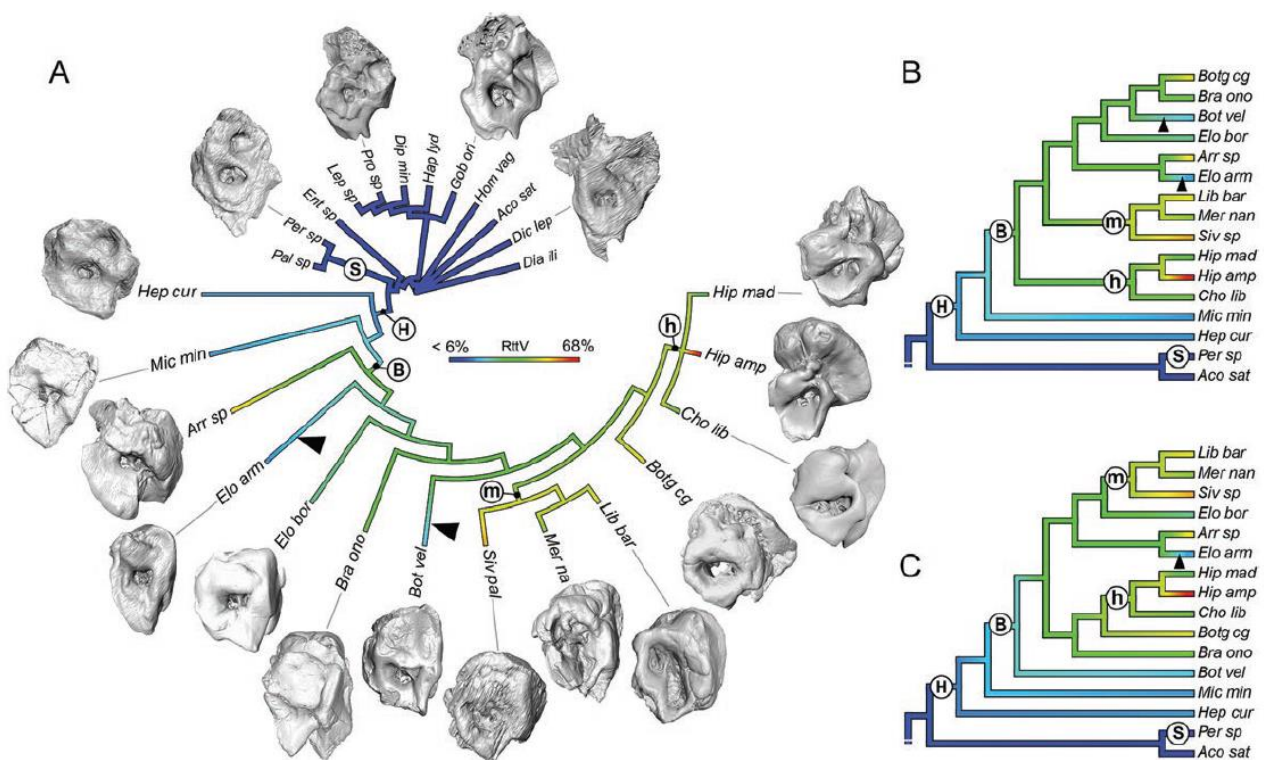 A
Pro sp
Dip min
Hap lyd
Gob ori
Lep sp
Hom vag
Ent sp
Aco sat
Per sp
Dic lep
Pal sp
S
Dia ili
Hep cur
H
Hip mad
< 6% RttV 68%
h
Mic min
Hip amp
B
Arr sp
Cho lib
Elo arm
Botg cg
m
Elo bor
Lib bar
Bra ono
Bot vel
Siv pal
Mer na
B
Botg cg
Bra ono
Bot vel
Elo bor
Arr sp
Elo arm
Lib bar
m
Mer nan
B
Siv sp
Hip mad
h
Hip amp
Cho lib
H
Mic min
Hep cur
S
Per sp
Aco sat
C
Lib bar
m
Mer nan
Siv sp
Elo bor
Arr sp
Elo arm
Hip mad
h
Hip amp
Cho lib
B
Botg cg
Bra ono
Bot vel
H
Mic min
Hep cur
S
Per sp
Aco sat